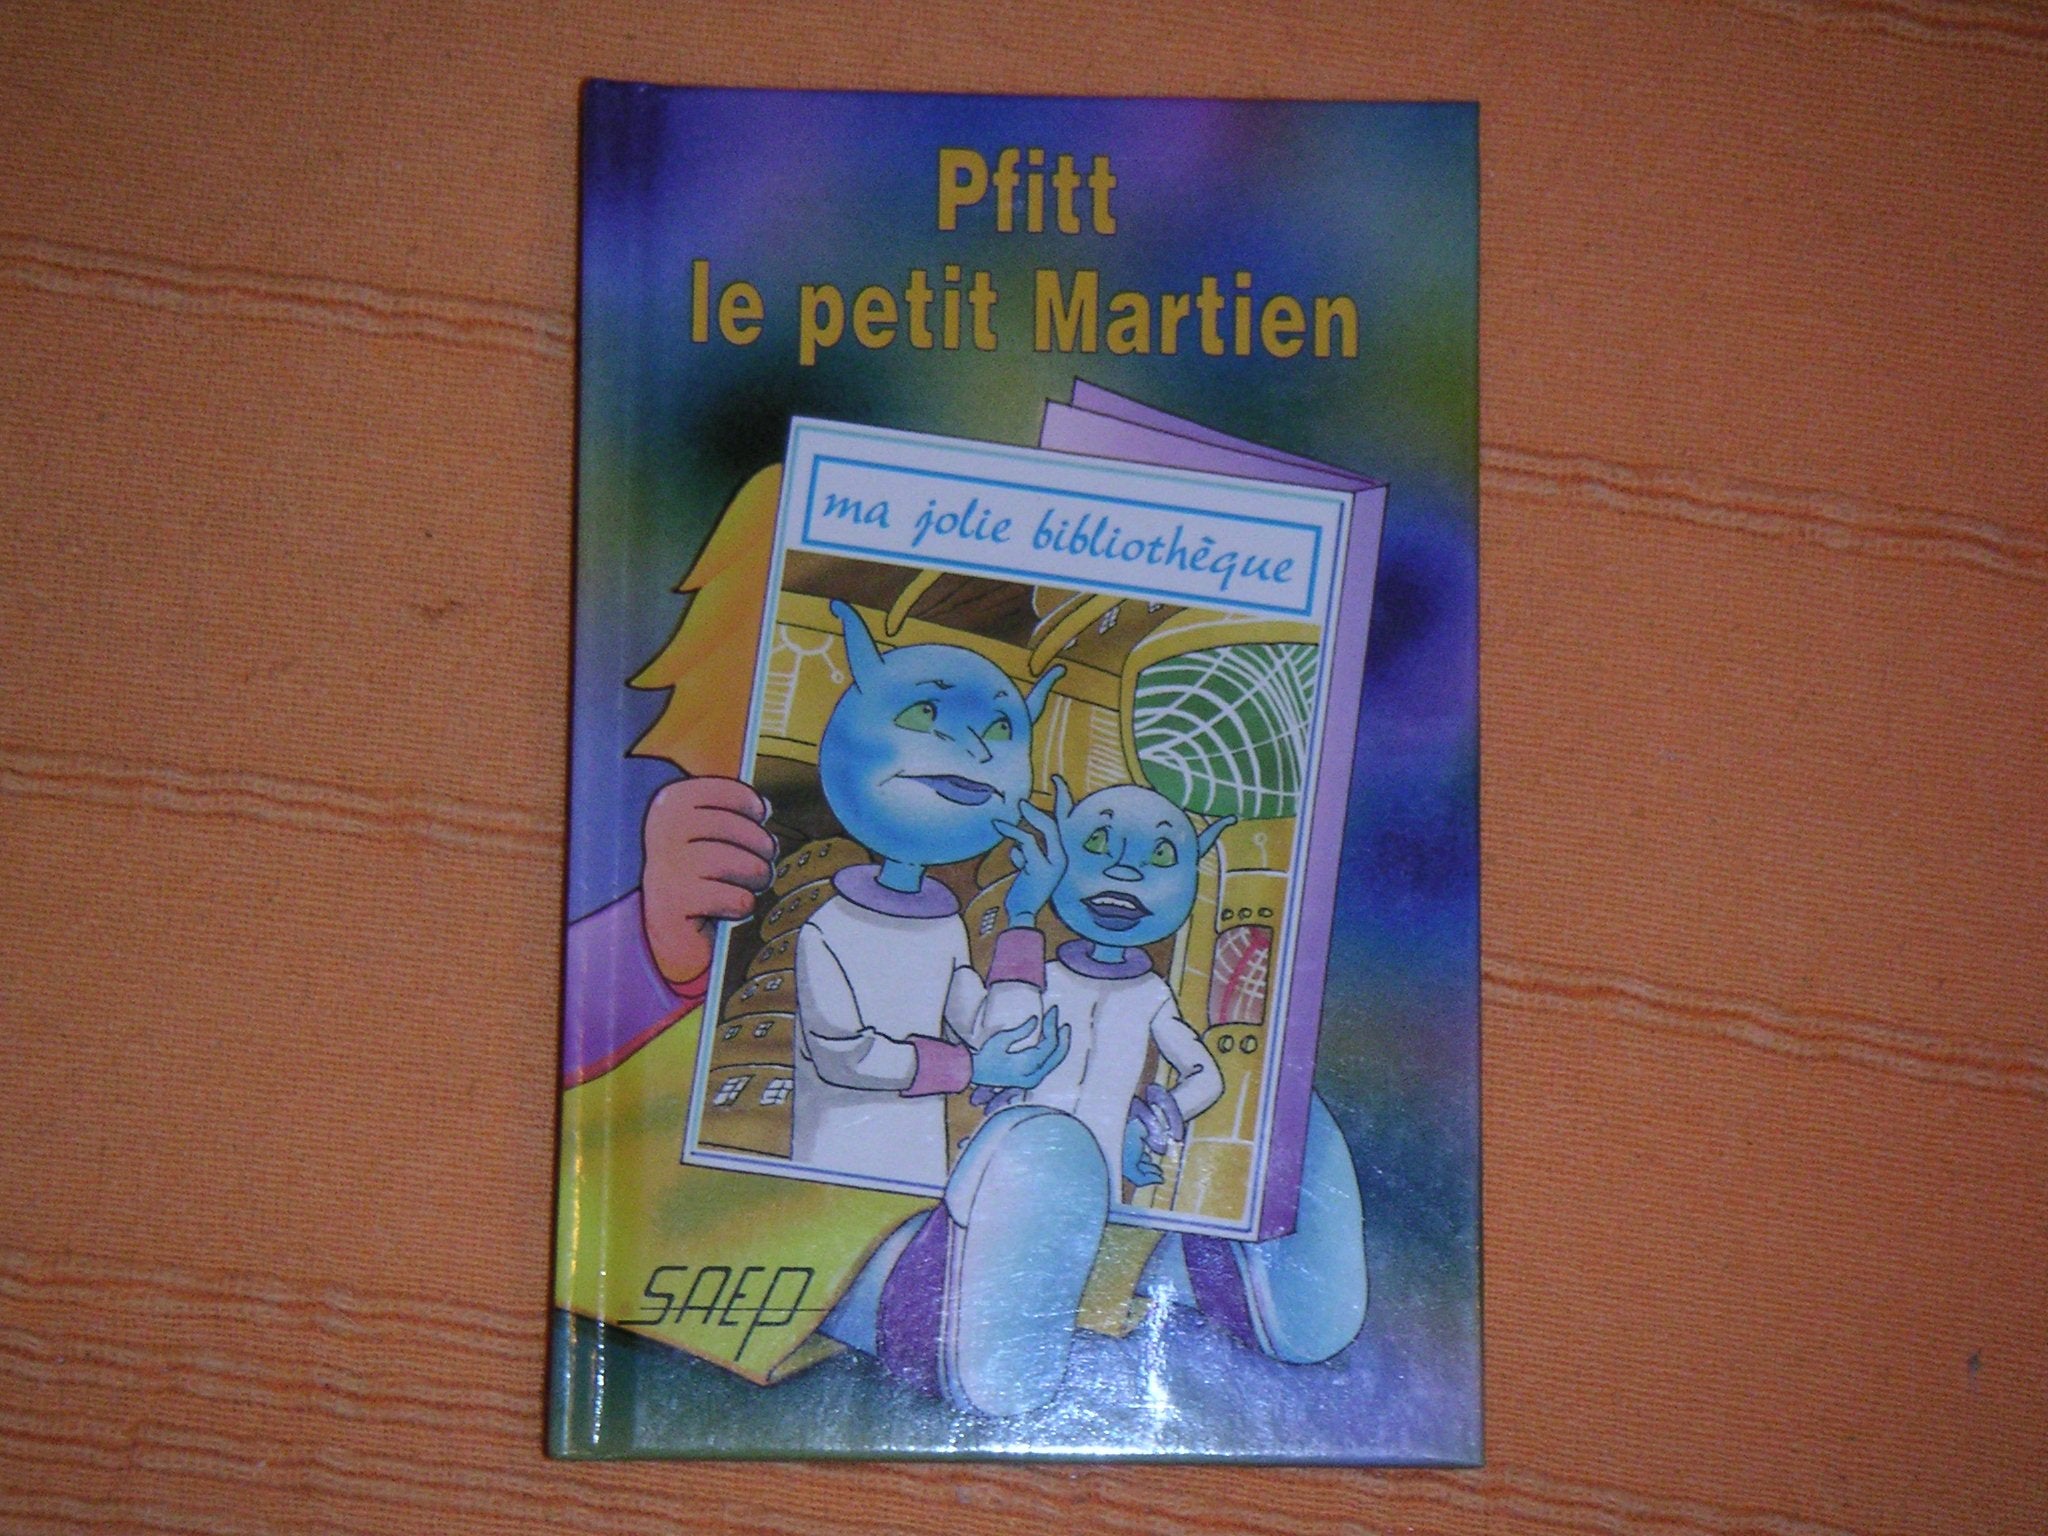 Pfitt
le petit Martien
ma jolie bibliothèque
SAEP